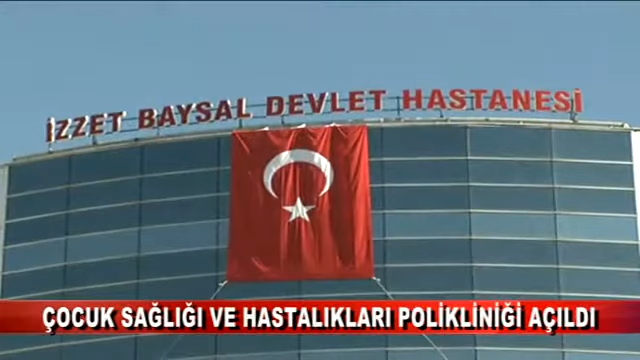 İZZET BAYSAL DEVLET HASTANESİ
ÇOCUK SAĞLIĞI VE HASTALIKLARI POLİKLİNİĞİ AÇILDI